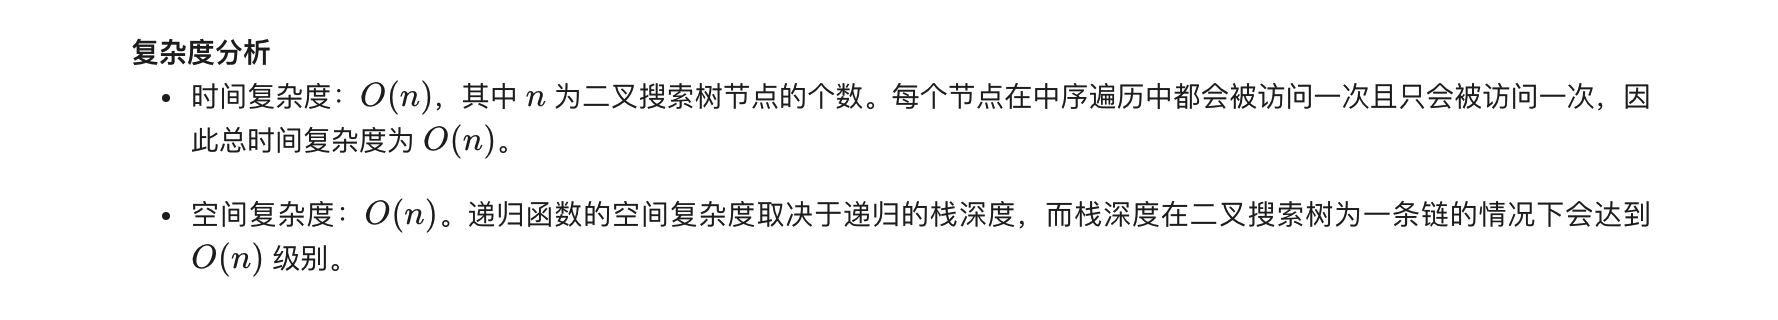 复杂度分析
• 时间复杂度：O(n)，其中 n 为二叉搜索树节点的个数。每个节点在中序遍历中都会被访问一次且只会被访问一次，因
此总时间复杂度为 O(n)。
• 空间复杂度：O(n)。递归函数的空间复杂度取决于递归的栈深度，而栈深度在二叉搜索树为一条链的情况下会达到
O(n) 级别。